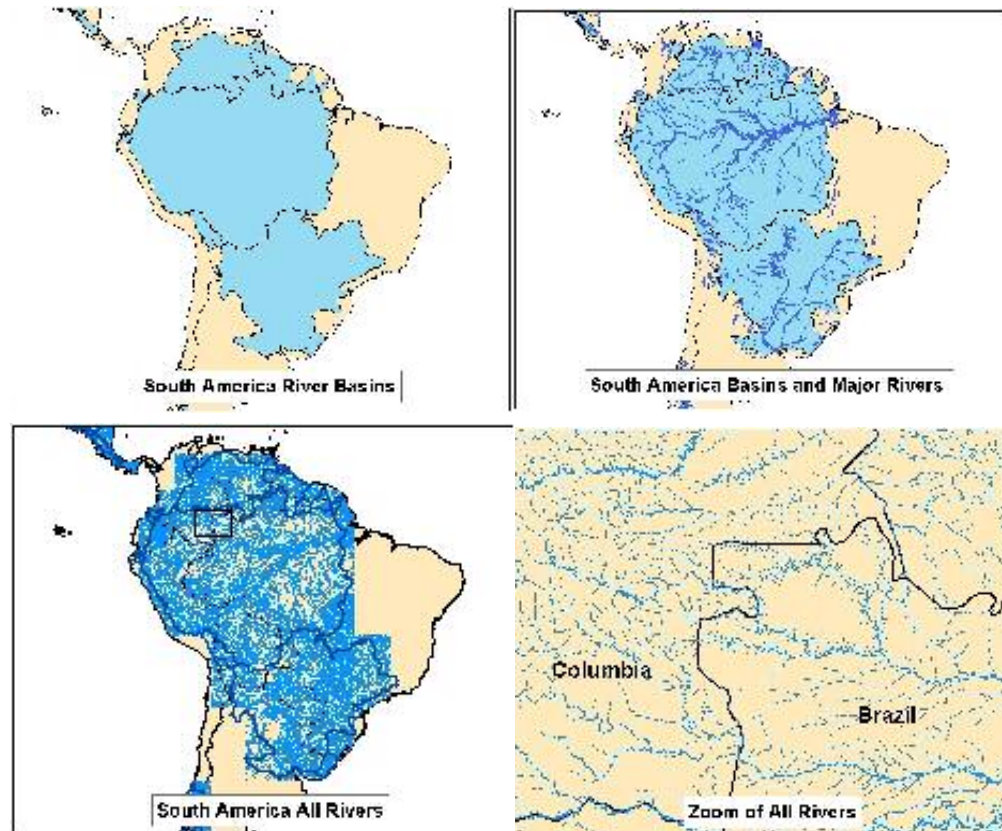 South America River Basins
South America Basins and Major Rivers
South America All Rivers
Columbia
Brazil
Zoom of All Rivers